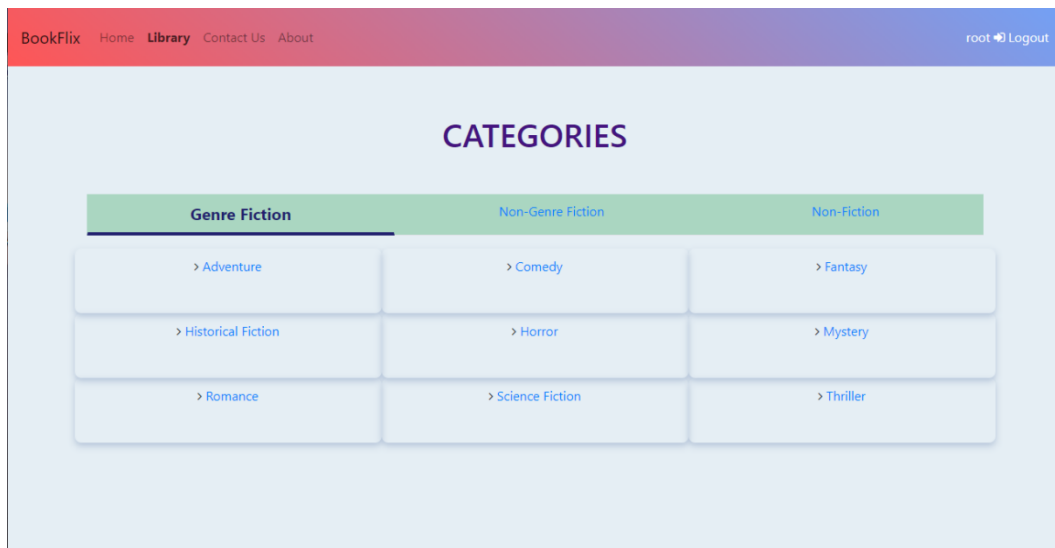 BookFlix Home Library Contact Us About root Logout
CATEGORIES
Genre Fiction Non-Genre Fiction Non-Fiction
> Adventure > Comedy > Fantasy
> Historical Fiction > Horror > Mystery
> Romance > Science Fiction > Thriller